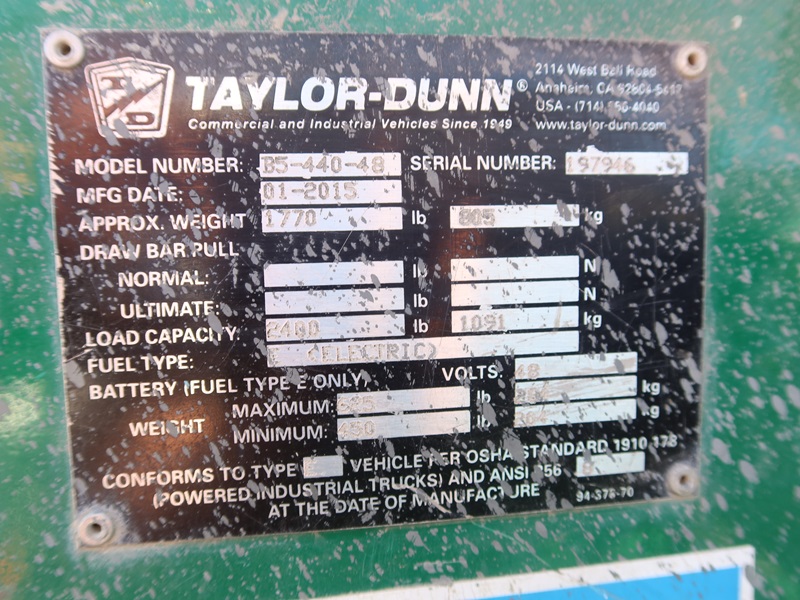 TAYLOR-DUNN®
Commercial and Industrial Vehicles Since 1949
2114 West Ball Road
Anaheim, CA
USA - (714) 956-4040
www.taylor-dunn.com
MODEL NUMBER: B5-440-48 SERIAL NUMBER: 197946
MFG DATE: 01-2015
APPROX. WEIGHT 1770 lb 805 kg
DRAW BAR PULL
NORMAL: lb N
ULTIMATE: lb N
LOAD CAPACITY: 2400 lb 1091 kg
FUEL TYPE: E (ELECTRIC)
BATTERY (FUEL TYPE E ONLY) VOLTS: 48
WEIGHT
MAXIMUM: lb kg
MINIMUM: 450 lb kg
CONFORMS TO TYPE E VEHICLE PER OSHA STANDARD 1910.178
(POWERED INDUSTRIAL TRUCKS) AND ANSI
AT THE DATE OF MANUFACTURE